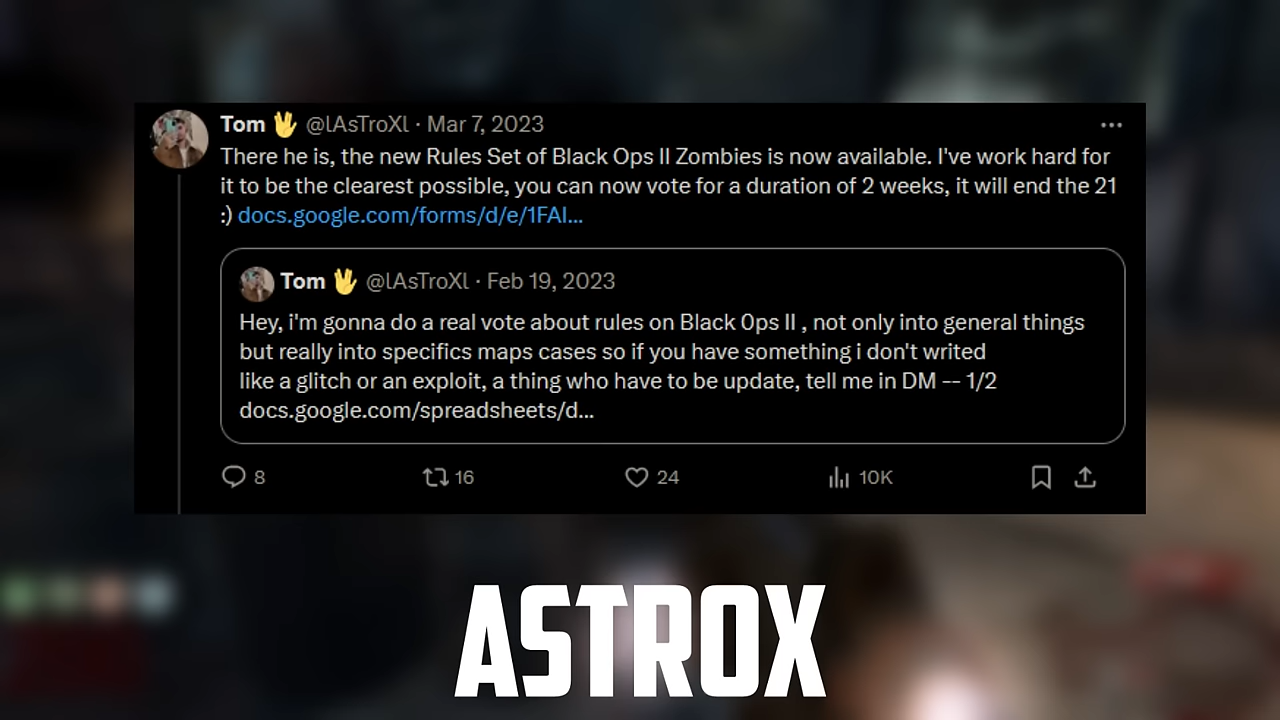 Tom 🖖 @lAsTroXl · Mar 7, 2023
There he is, the new Rules Set of Black Ops II Zombies is now available. I've work hard for
it to be the clearest possible, you can now vote for a duration of 2 weeks, it will end the 21
:) docs.google.com/forms/d/e/1FAI...
Tom 🖖 @lAsTroXl · Feb 19, 2023
Hey, i'm gonna do a real vote about rules on Black 0ps II , not only into general things
but really into specifics maps cases so if you have something i don't writed
like a glitch or an exploit, a thing who have to be update, tell me in DM -- 1/2
docs.google.com/spreadsheets/d...
8 16 24 10K
ASTROX